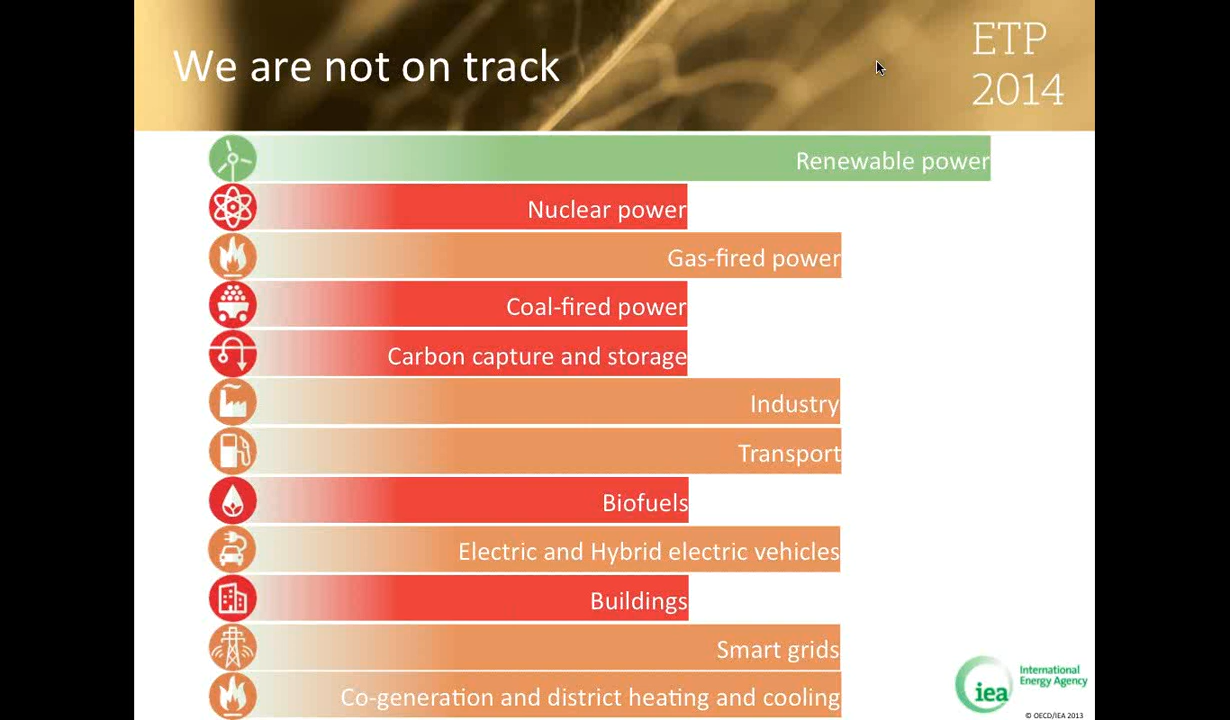 We are not on track
ETP
2014
Renewable power
Nuclear power
Gas-fired power
Coal-fired power
Carbon capture and storage
Industry
Transport
Biofuels
Electric and Hybrid electric vehicles
Buildings
Smart grids
Co-generation and district heating and cooling
iea
International
Energy Agency
© OECD/IEA 2013